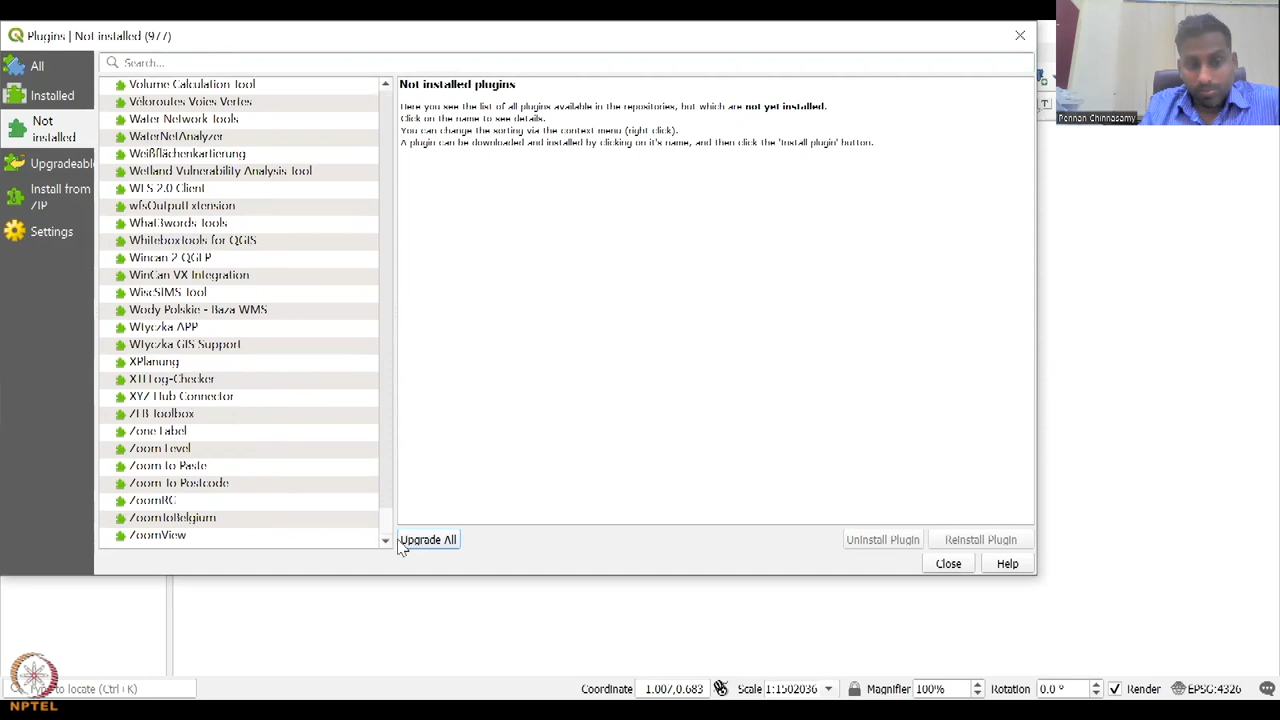 Plugins | Not installed (977)
All
Installed
Not
installed
Upgradeabl
Install from
ZIP
Settings
Search...
Volume Calculation Tool
Véloroutes Voies Vertes
Water Network Tools
WaterNetAnalyzer
Weißflächenkartierung
Wetland Vulnerability Analysis Tool
WFS 2.0 Client
wfsOutputExtension
What3words Tools
WhiteboxTools for QGIS
Wincan 2 QGEP
WinCan VX Integration
WiscSIMS Tool
Wody Polskie - Baza WMS
Wtyczka APP
Wtyczka GIS Support
XPlanung
XTFLog-Checker
XYZ Hub Connector
Zone Label
Zoom Level
Zoom to Paste
Zoom To Postcode
ZoomRC
ZoomToBelgium
ZoomView
Not installed plugins
Here you see the list of all plugins available in the repositories, but which are not yet installed.
Click on the name to see details.
You can change the sorting via the context menu (right click).
A plugin can be downloaded and installed by clicking on it's name, and then click the 'Install plugin' button.
Upgrade All
Uninstall Plugin
Reinstall Plugin
Close
Help
Pennan Chinnasamy
T
Type to locate (Ctrl+K)
Coordinate 1.007,0.683
Scale 1:1502036
Magnifier 100%
Rotation 0.0 °
Render
EPSG:4326
NPTEL